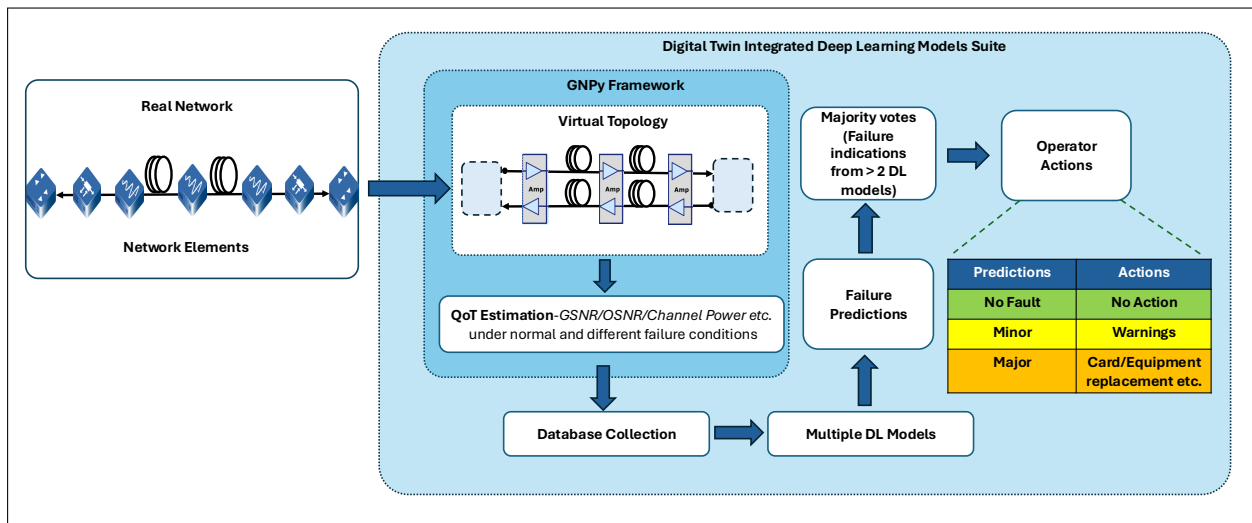 Digital Twin Integrated Deep Learning Models Suite
Real Network
Network Elements
GNPy Framework
Virtual Topology
Amp
Amp
Amp
QoT Estimation-GSNR/OSNR/Channel Power etc.
under normal and different failure conditions
Database Collection
Multiple DL Models
Failure
Predictions
Majority votes
(Failure
indications
from > 2 DL
models)
Operator
Actions
Predictions
Actions
No Fault
No Action
Minor
Warnings
Major
Card/Equipment
replacement etc.